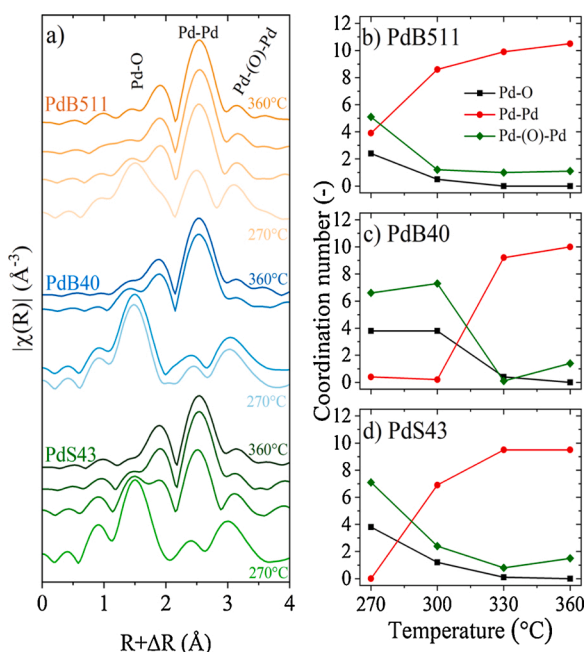 a)
Pd-O
Pd-Pd
Pd-(O)-Pd
PdB511
360°C
270°C
PdB40
360°C
270°C
PdS43
360°C
270°C
|χ(R)| (Å⁻³)
0 1 2 3 4
R+ΔR (Å)
b) PdB511
12
10
8
6
4
2
0
Pd-O
Pd-Pd
Pd-(O)-Pd
c) PdB40
12
10
8
6
4
2
0
Coordination number (-)
d) PdS43
12
10
8
6
4
2
0
270 300 330 360
Temperature (°C)